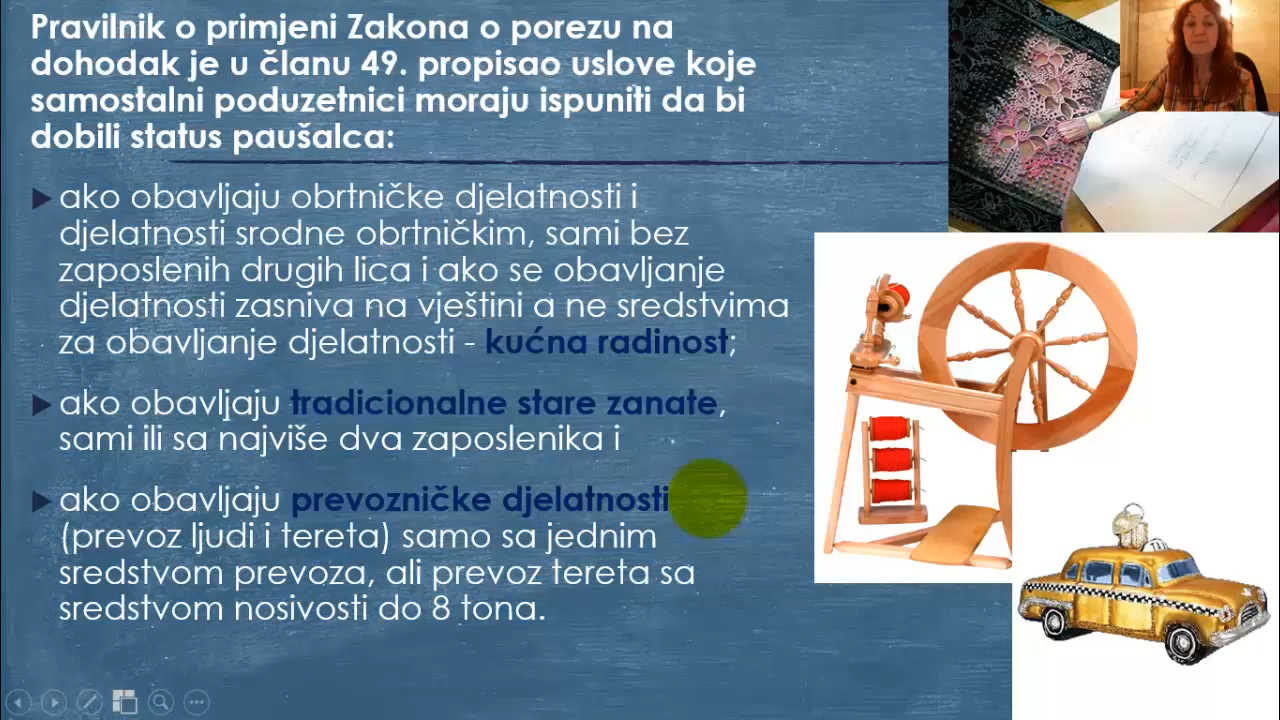 Pravilnik o primjeni Zakona o porezu na
dohodak je u članu 49. propisao uslove koje
samostalni poduzetnici moraju ispuniti da bi
dobili status paušalca:
ako obavljaju obrtničke djelatnosti i
djelatnosti srodne obrtničkim, sami bez
zaposlenih drugih lica i ako se obavljanje
djelatnosti zasniva na vještini a ne sredstvima
za obavljanje djelatnosti - kućna radinost;
ako obavljaju tradicionalne stare zanate,
sami ili sa najviše dva zaposlenika i
ako obavljaju prevozničke djelatnosti
(prevoz ljudi i tereta) samo sa jednim
sredstvom prevoza, ali prevoz tereta sa
sredstvom nosivosti do 8 tona.